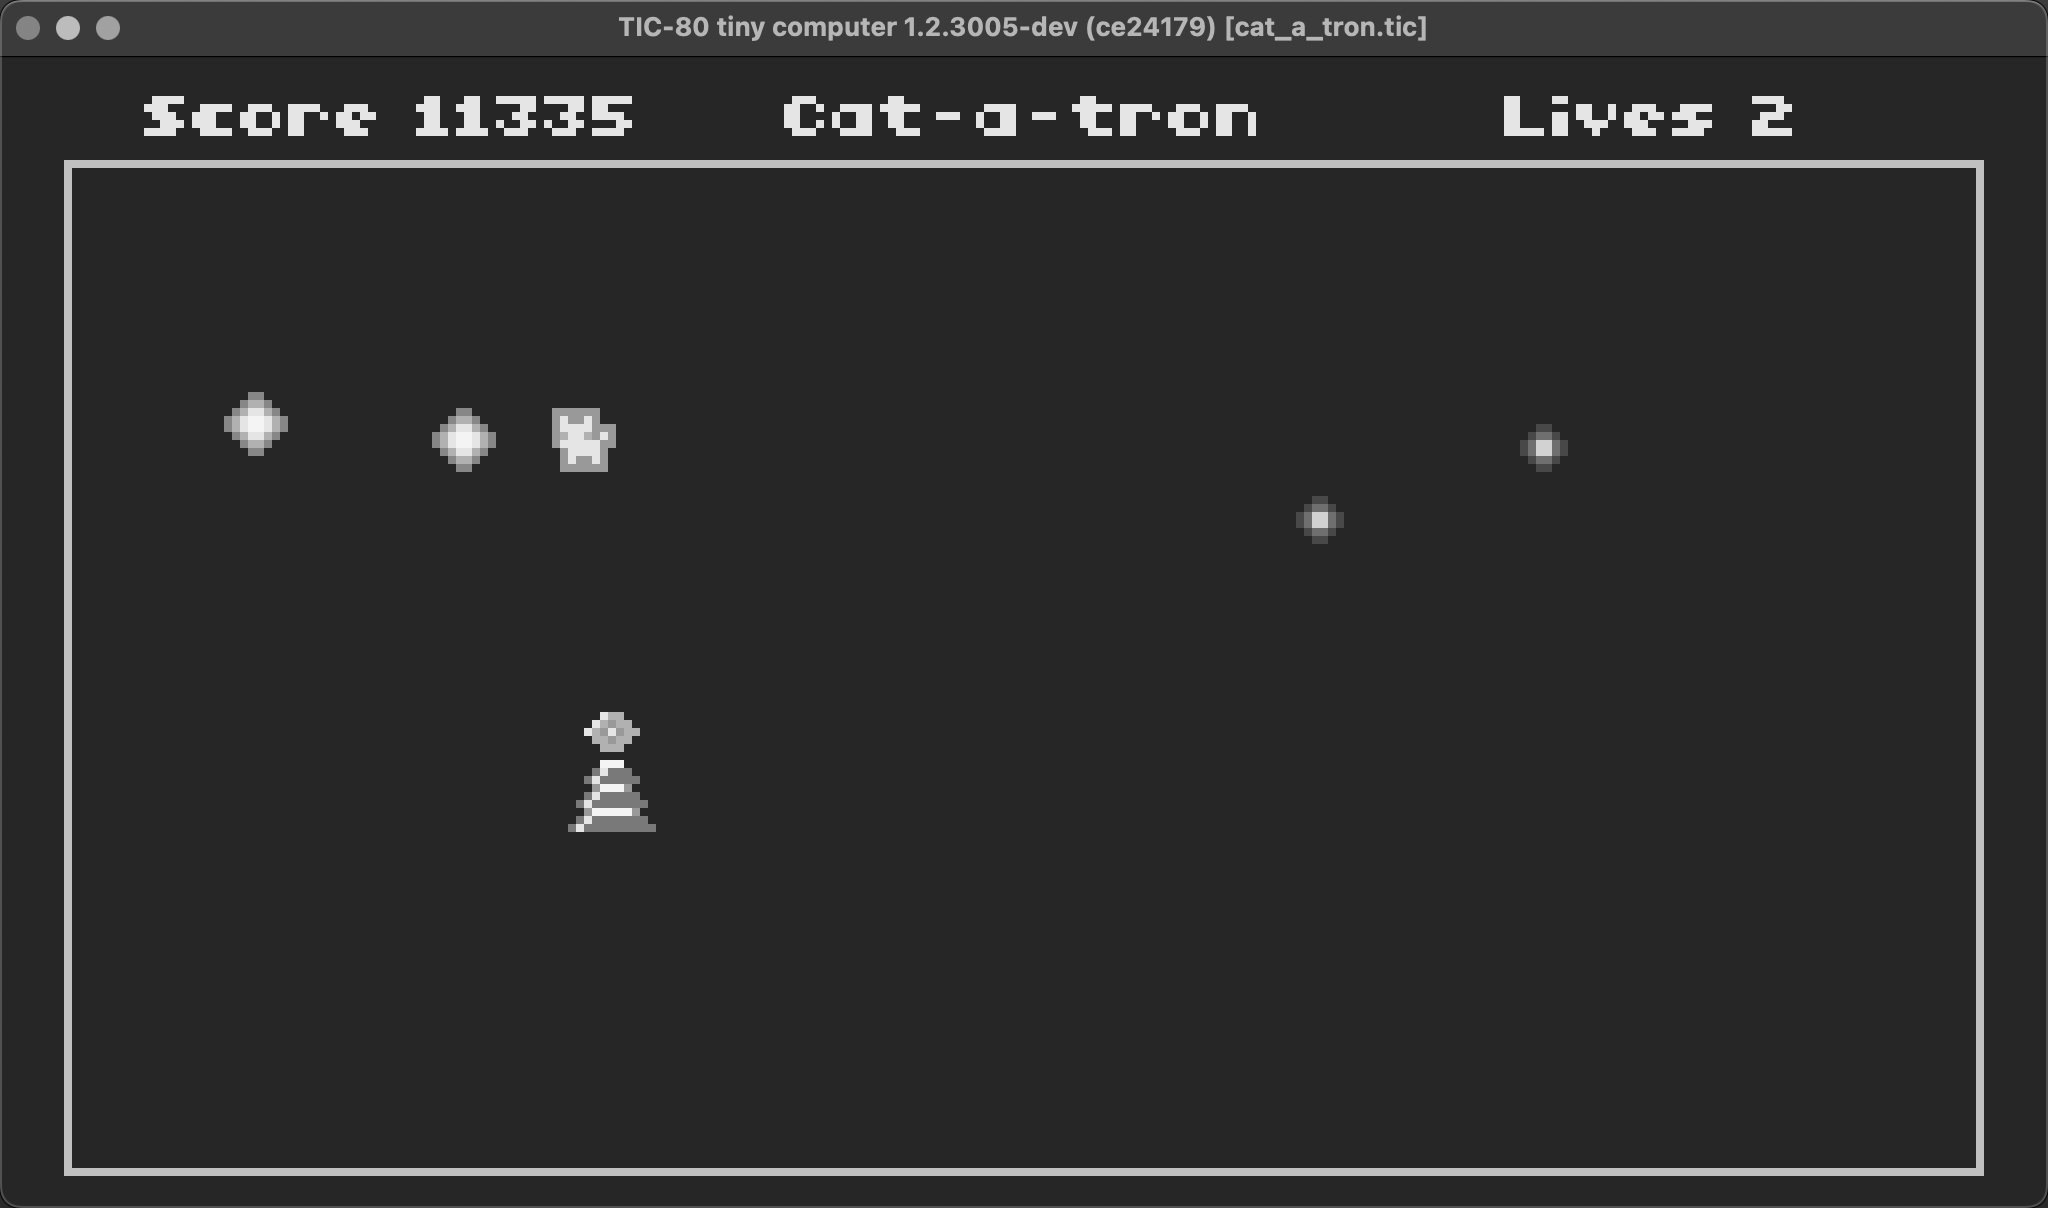 TIC-80 tiny computer 1.2.3005-dev (ce24179) [cat_a_tron.tic]
Score 11335 Cat-a-tron Lives 2